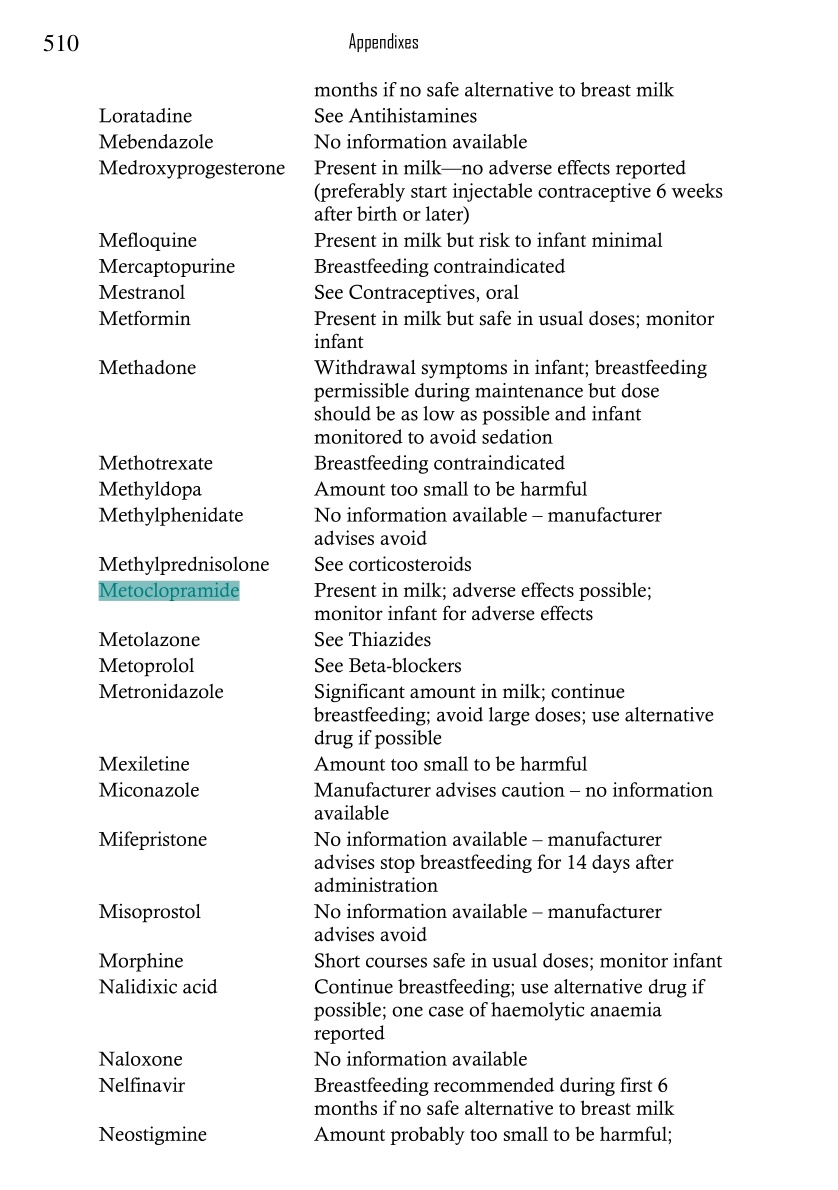 510 Appendixes
months if no safe alternative to breast milk
Loratadine See Antihistamines
Mebendazole No information available
Medroxyprogesterone Present in milk—no adverse effects reported
(preferably start injectable contraceptive 6 weeks
after birth or later)
Mefloquine Present in milk but risk to infant minimal
Mercaptopurine Breastfeeding contraindicated
Mestranol See Contraceptives, oral
Metformin Present in milk but safe in usual doses; monitor
infant
Methadone Withdrawal symptoms in infant; breastfeeding
permissible during maintenance but dose
should be as low as possible and infant
monitored to avoid sedation
Methotrexate Breastfeeding contraindicated
Methyldopa Amount too small to be harmful
Methylphenidate No information available – manufacturer
advises avoid
Methylprednisolone See corticosteroids
Metoclopramide Present in milk; adverse effects possible;
monitor infant for adverse effects
Metolazone See Thiazides
Metoprolol See Beta-blockers
Metronidazole Significant amount in milk; continue
breastfeeding; avoid large doses; use alternative
drug if possible
Mexiletine Amount too small to be harmful
Miconazole Manufacturer advises caution – no information
available
Mifepristone No information available – manufacturer
advises stop breastfeeding for 14 days after
administration
Misoprostol No information available – manufacturer
advises avoid
Morphine Short courses safe in usual doses; monitor infant
Nalidixic acid Continue breastfeeding; use alternative drug if
possible; one case of haemolytic anaemia
reported
Naloxone No information available
Nelfinavir Breastfeeding recommended during first 6
months if no safe alternative to breast milk
Neostigmine Amount probably too small to be harmful;